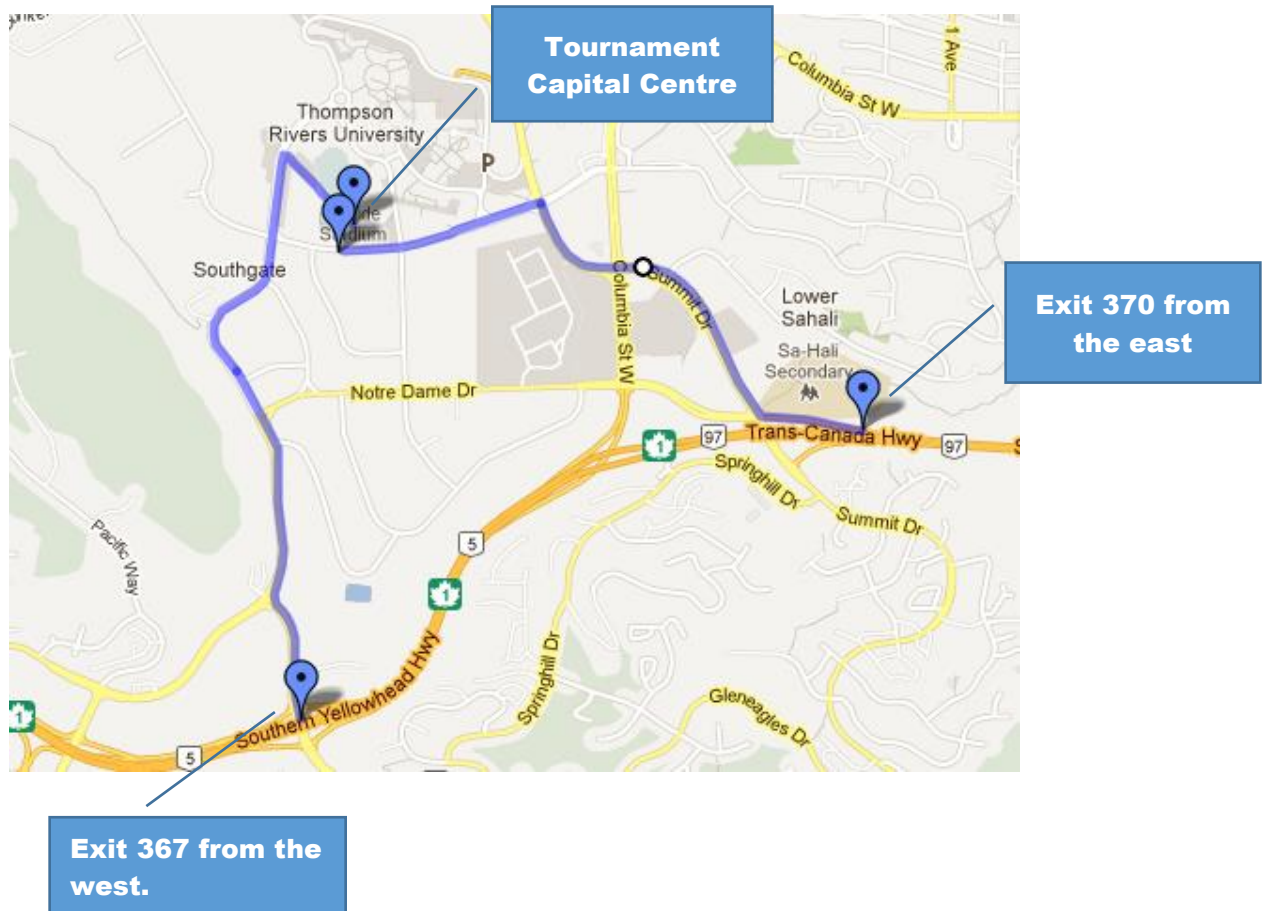 Tournament
Capital Centre
Columbia St W
1 Ave
Thompson
Rivers University
P
Stadium
Southgate
Columbia St W
Summit Dr
Lower
Sahali
Exit 370 from
the east
Sa-Hali
Secondary
Notre Dame Dr
1
97
Trans-Canada Hwy
97
Springhill Dr
Summit Dr
Pacific Way
5
1
Springhill Dr
Gleneagles Dr
1
Southern Yellowhead Hwy
5
Exit 367 from the
west.